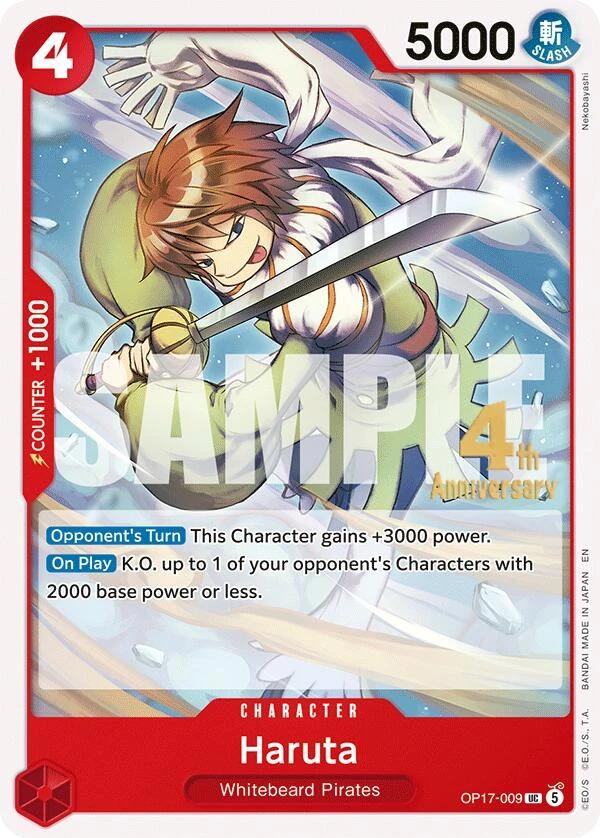 4
5000
斬
SLASH
Nekobayashi
COUNTER +1000
SAMPLE
4th
Anniversary
Opponent's Turn This Character gains +3000 power.
On Play K.O. up to 1 of your opponent's Characters with
2000 base power or less.
CHARACTER
Haruta
Whitebeard Pirates
OP17-009 UC 5
©E.O/S ©E.O./S., T.A. BANDAI MADE IN JAPAN EN